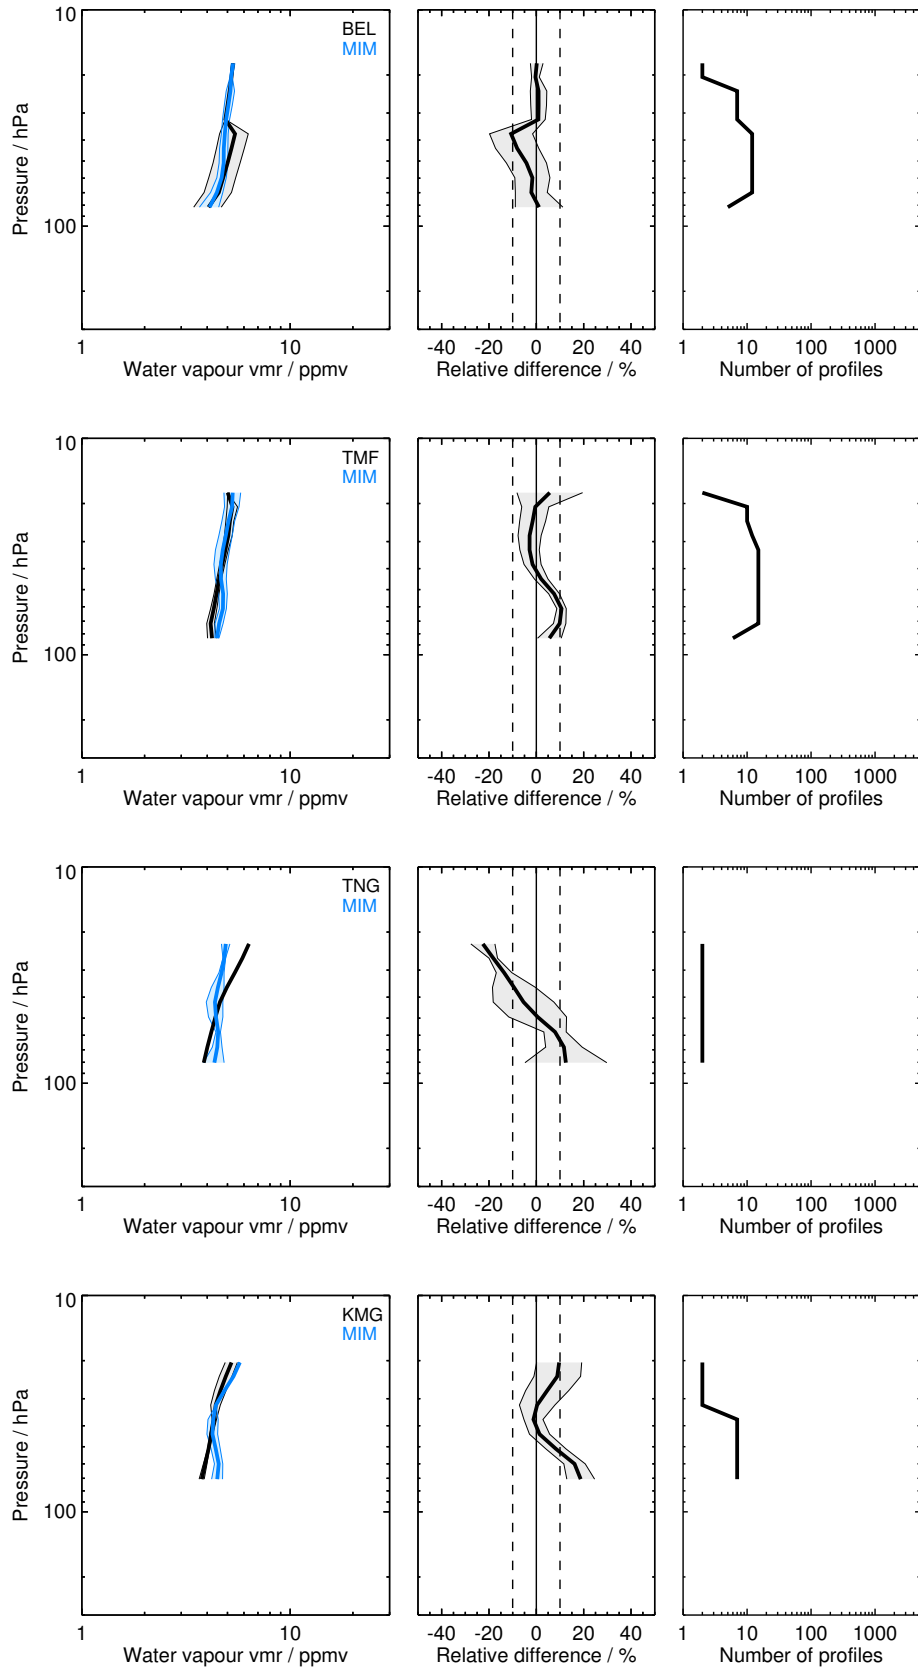 10
BEL
MIM
Pressure / hPa
100
1
10
-40
-20
0
20
40
1
10
100
1000
Water vapour vmr / ppmv
Relative difference / %
Number of profiles
10
TMF
MIM
Pressure / hPa
100
1
10
-40
-20
0
20
40
1
10
100
1000
Water vapour vmr / ppmv
Relative difference / %
Number of profiles
10
TNG
MIM
Pressure / hPa
100
1
10
-40
-20
0
20
40
1
10
100
1000
Water vapour vmr / ppmv
Relative difference / %
Number of profiles
10
KMG
MIM
Pressure / hPa
100
1
10
-40
-20
0
20
40
1
10
100
1000
Water vapour vmr / ppmv
Relative difference / %
Number of profiles